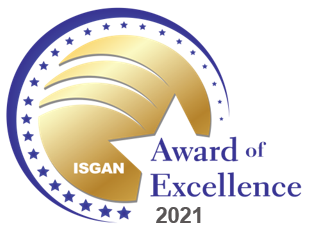 ISGAN
Award of
Excellence
2021